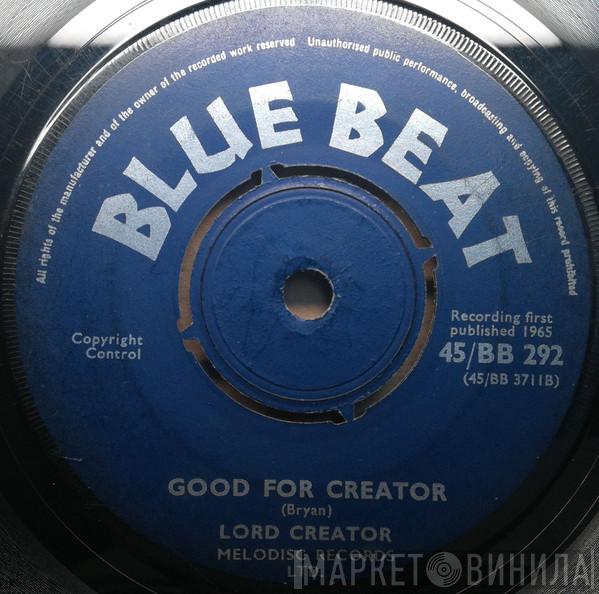 All rights of the manufacturer and of the owner of the recorded work reserved Unauthorised public performance, broadcasting and copying of this record prohibited
BLUE BEAT
Copyright
Control
Recording first
published 1965
45/BB 292
(45/BB 3711B)
GOOD FOR CREATOR
(Bryan)
LORD CREATOR
MELODISC RECORDS
LTD
МАРКЕТ ВИНИЛА